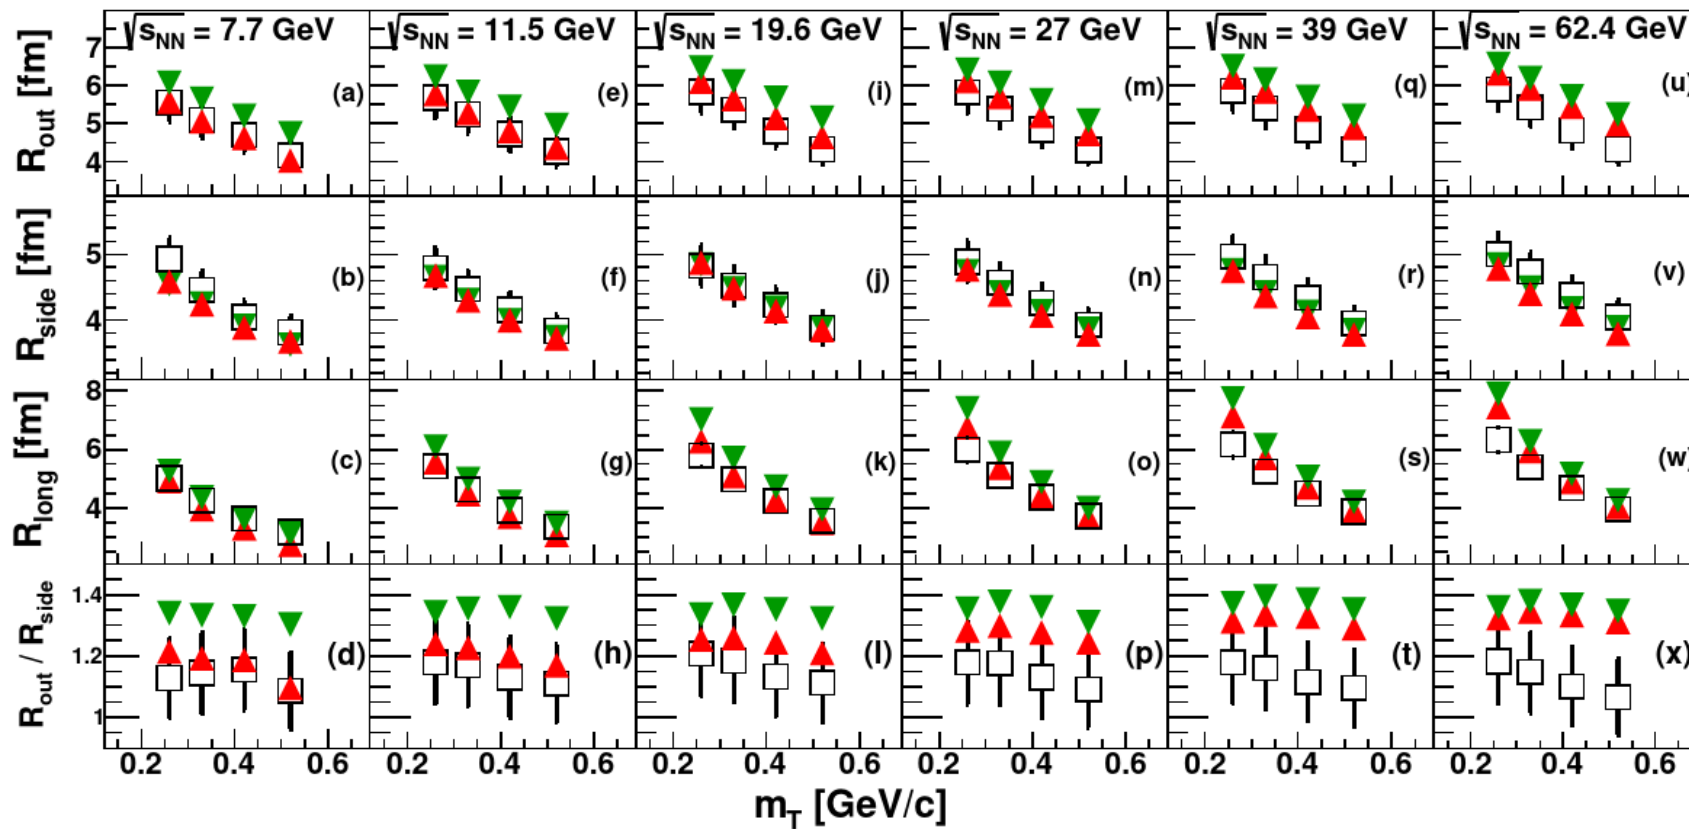 √sNN = 7.7 GeV √sNN = 11.5 GeV √sNN = 19.6 GeV √sNN = 27 GeV √sNN = 39 GeV √sNN = 62.4 GeV
Rout [fm]
7
6
5
4
(a) (e) (i) (m) (q) (u)
Rside [fm]
5
4
(b) (f) (j) (n) (r) (v)
Rlong [fm]
8
6
4
(c) (g) (k) (o) (s) (w)
Rout / Rside
1.4
1.2
1
(d) (h) (l) (p) (t) (x)
0.2 0.4 0.6 0.2 0.4 0.6 0.2 0.4 0.6 0.2 0.4 0.6 0.2 0.4 0.6 0.2 0.4 0.6
mT [GeV/c]